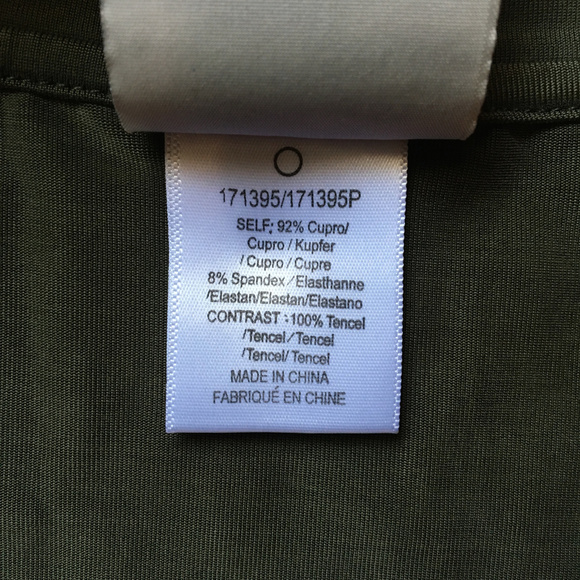 171395/171395P
SELF: 92% Cupro/
Cupro / Kupfer
/ Cupro / Cupre
8% Spandex / Elasthanne
/Elastan/Elastan/Elastano
CONTRAST : 100% Tencel
/Tencel / Tencel
/Tencel/ Tencel
MADE IN CHINA
FABRIQUÉ EN CHINE